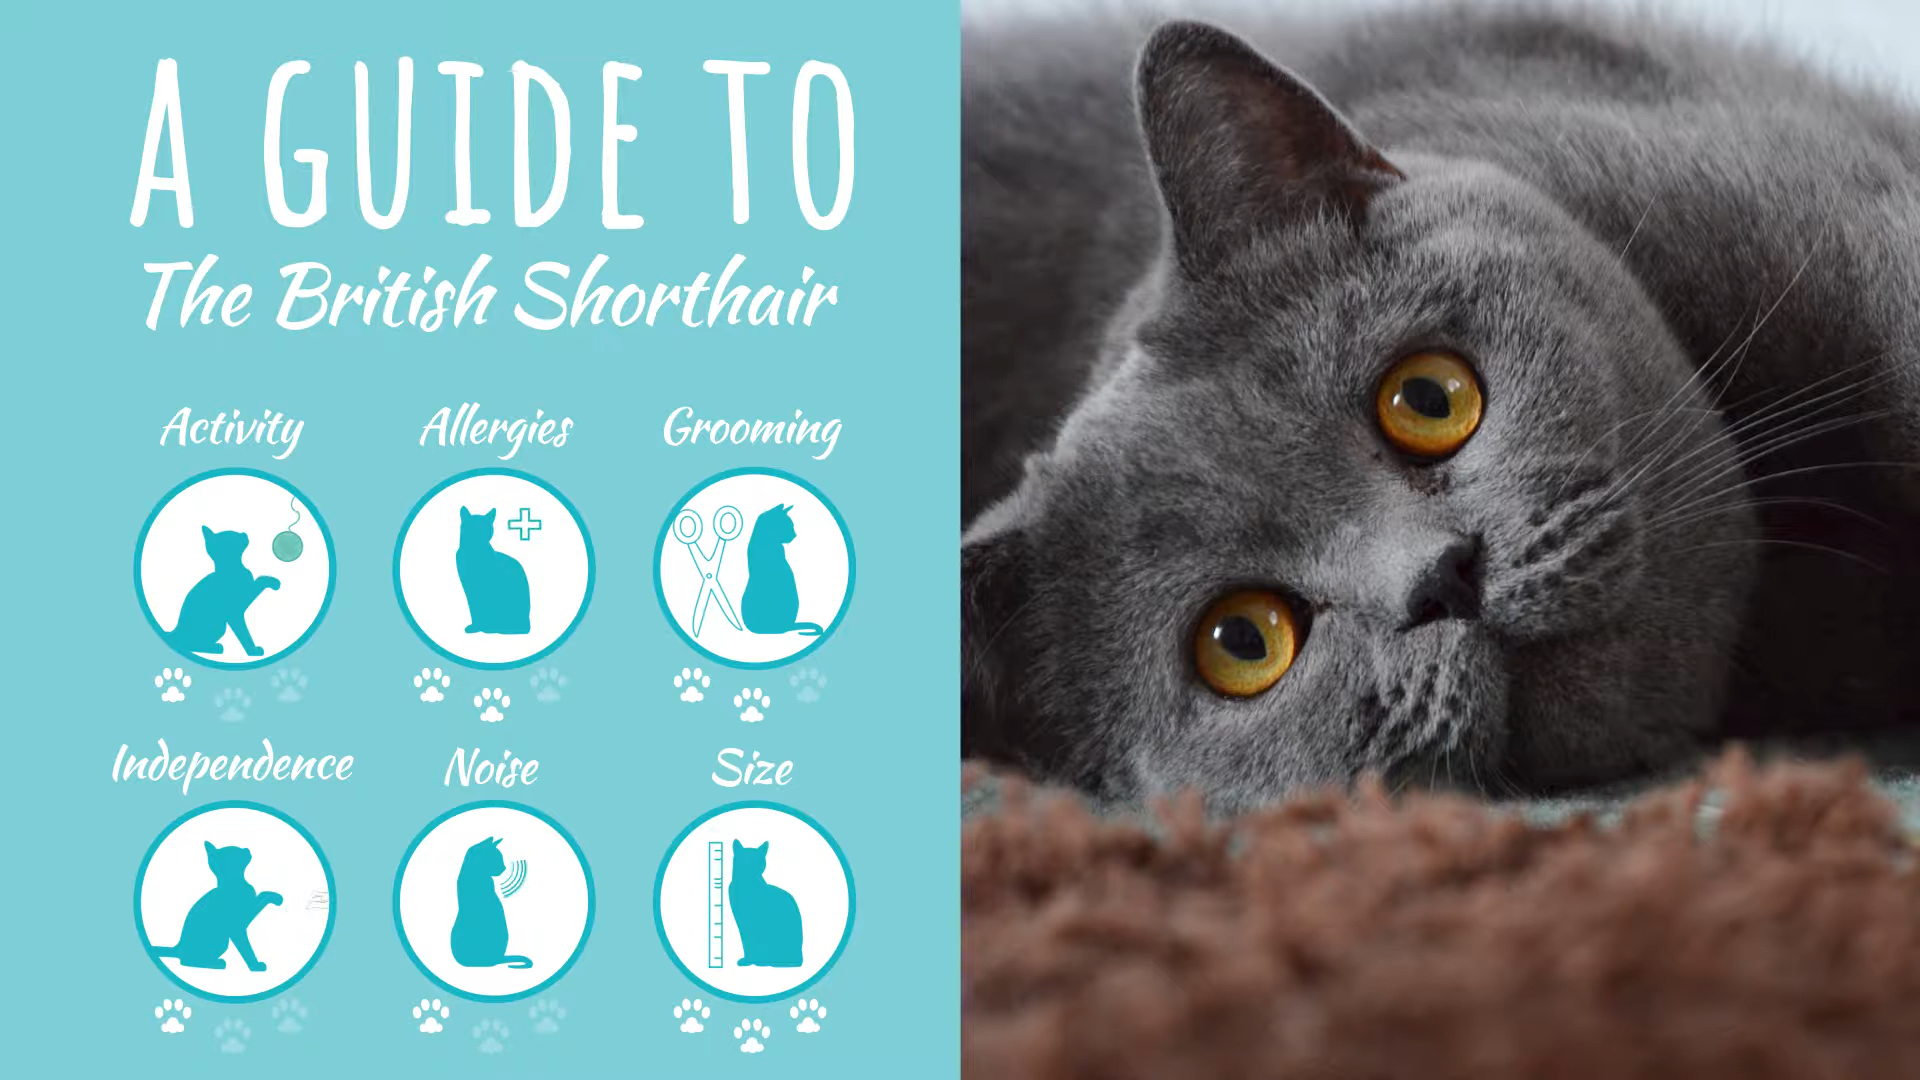 A GUIDE TO
The British Shorthair
Activity
Allergies
Grooming
Independence
Noise
Size